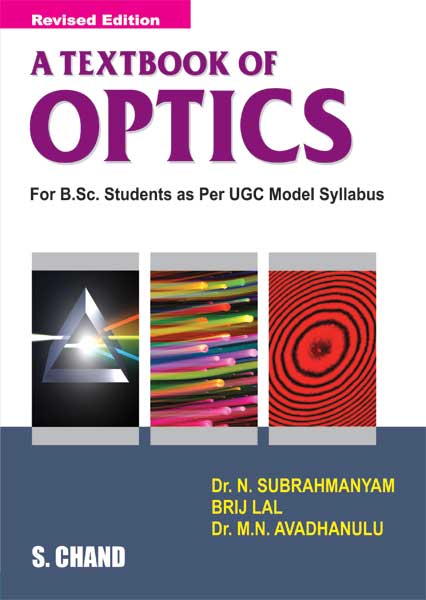 Revised Edition
A TEXTBOOK OF
OPTICS
For B.Sc. Students as Per UGC Model Syllabus
Dr. N. SUBRAHMANYAM
BRIJ LAL
Dr. M.N. AVADHANULU
S. CHAND